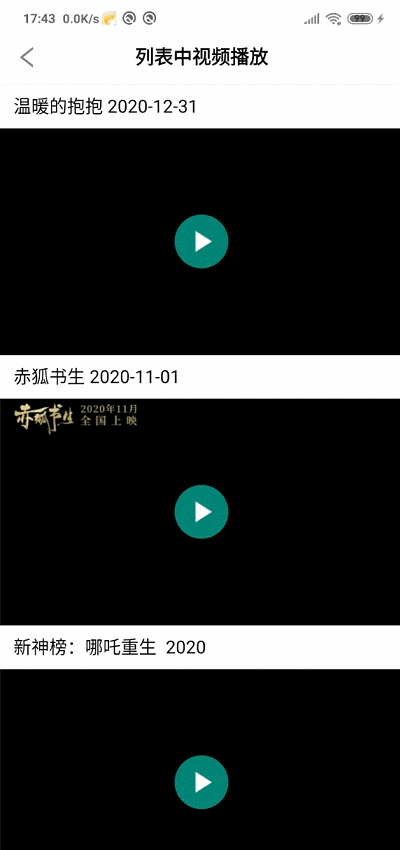 17:43 0.0K/s 99
列表中视频播放
温暖的抱抱 2020-12-31
赤狐书生 2020-11-01
赤狐书生 2020年11月
全国上映
新神榜：哪吒重生 2020